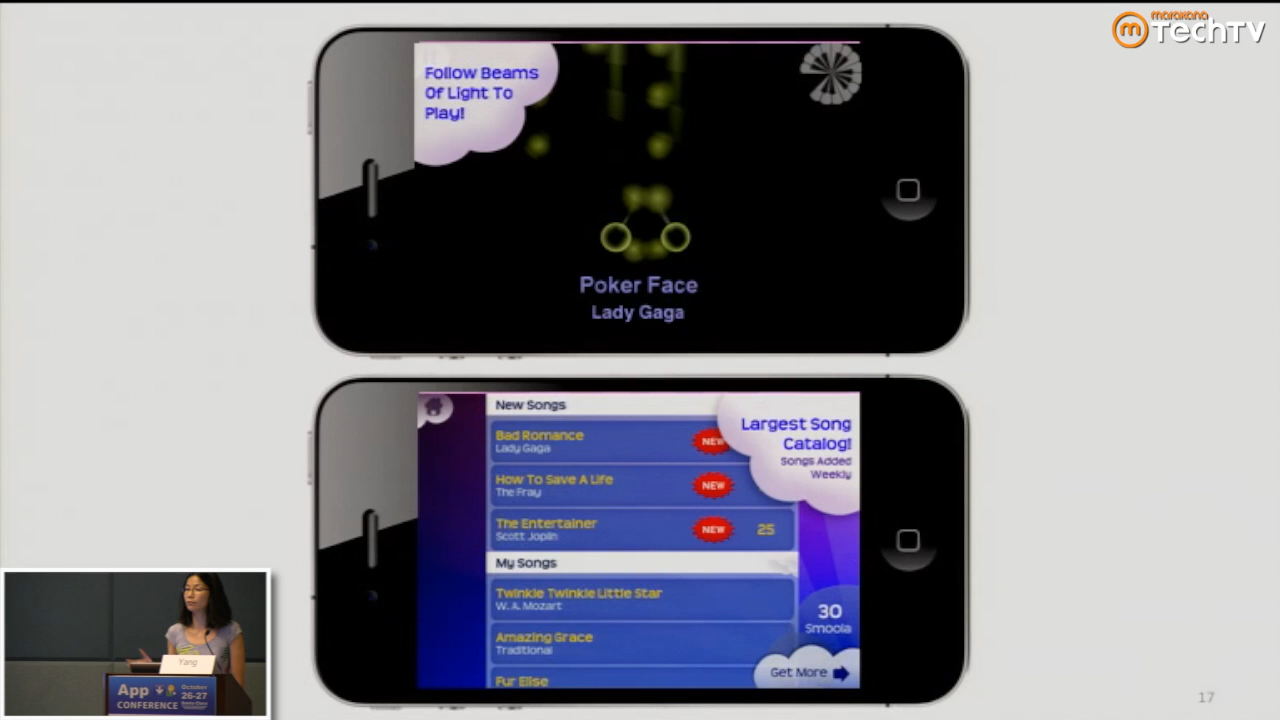 marakana
TechTV
Follow Beams
Of Light To
Play!
Poker Face
Lady Gaga
New Songs
Bad Romance
Lady Gaga
NEW
How To Save A Life
The Fray
NEW
The Entertainer
Scott Joplin
NEW
25
My Songs
Twinkle Twinkle Little Star
W. A. Mozart
Amazing Grace
Traditional
Fur Elise
Largest Song
Catalog!
Songs Added
Weekly
30
Smoola
Get More
Yang
App
CONFERENCE
October
26-27
17